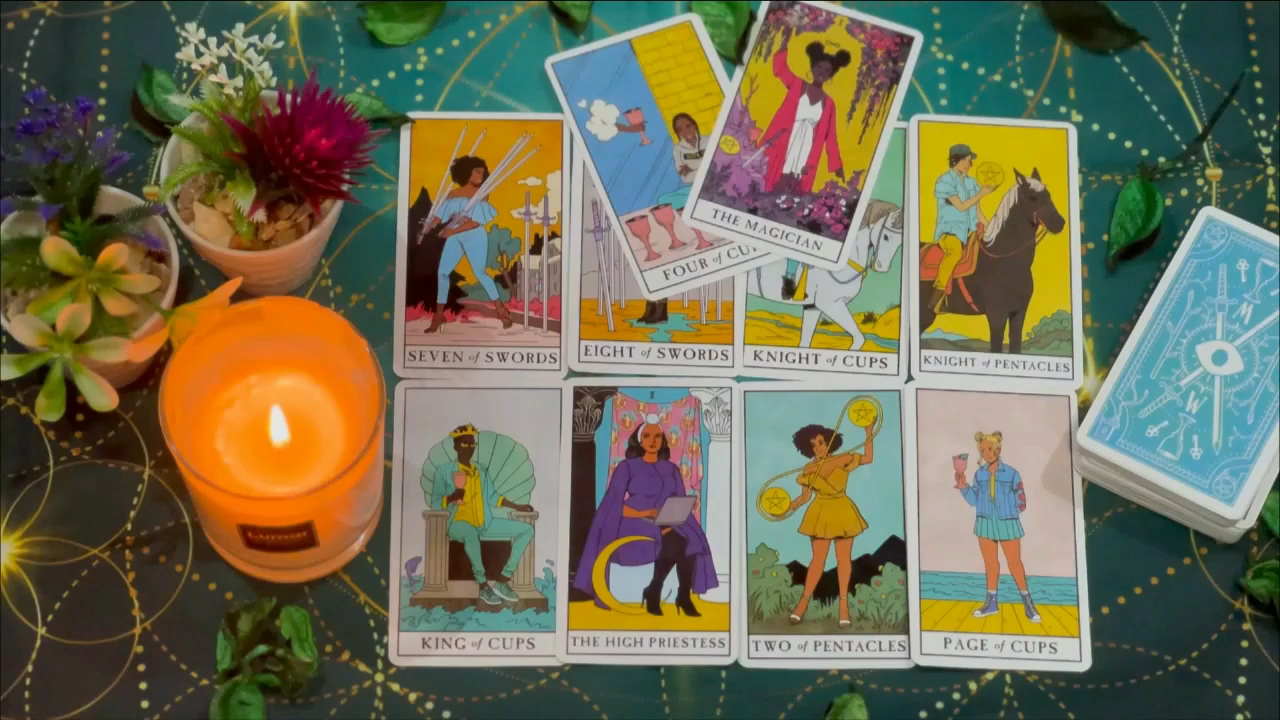 FOUR of CU
THE MAGICIAN
SEVEN of SWORDS
EIGHT of SWORDS
KNIGHT of CUPS
KNIGHT of PENTACLES
II
KING of CUPS
THE HIGH PRIESTESS
TWO of PENTACLES
PAGE of CUPS